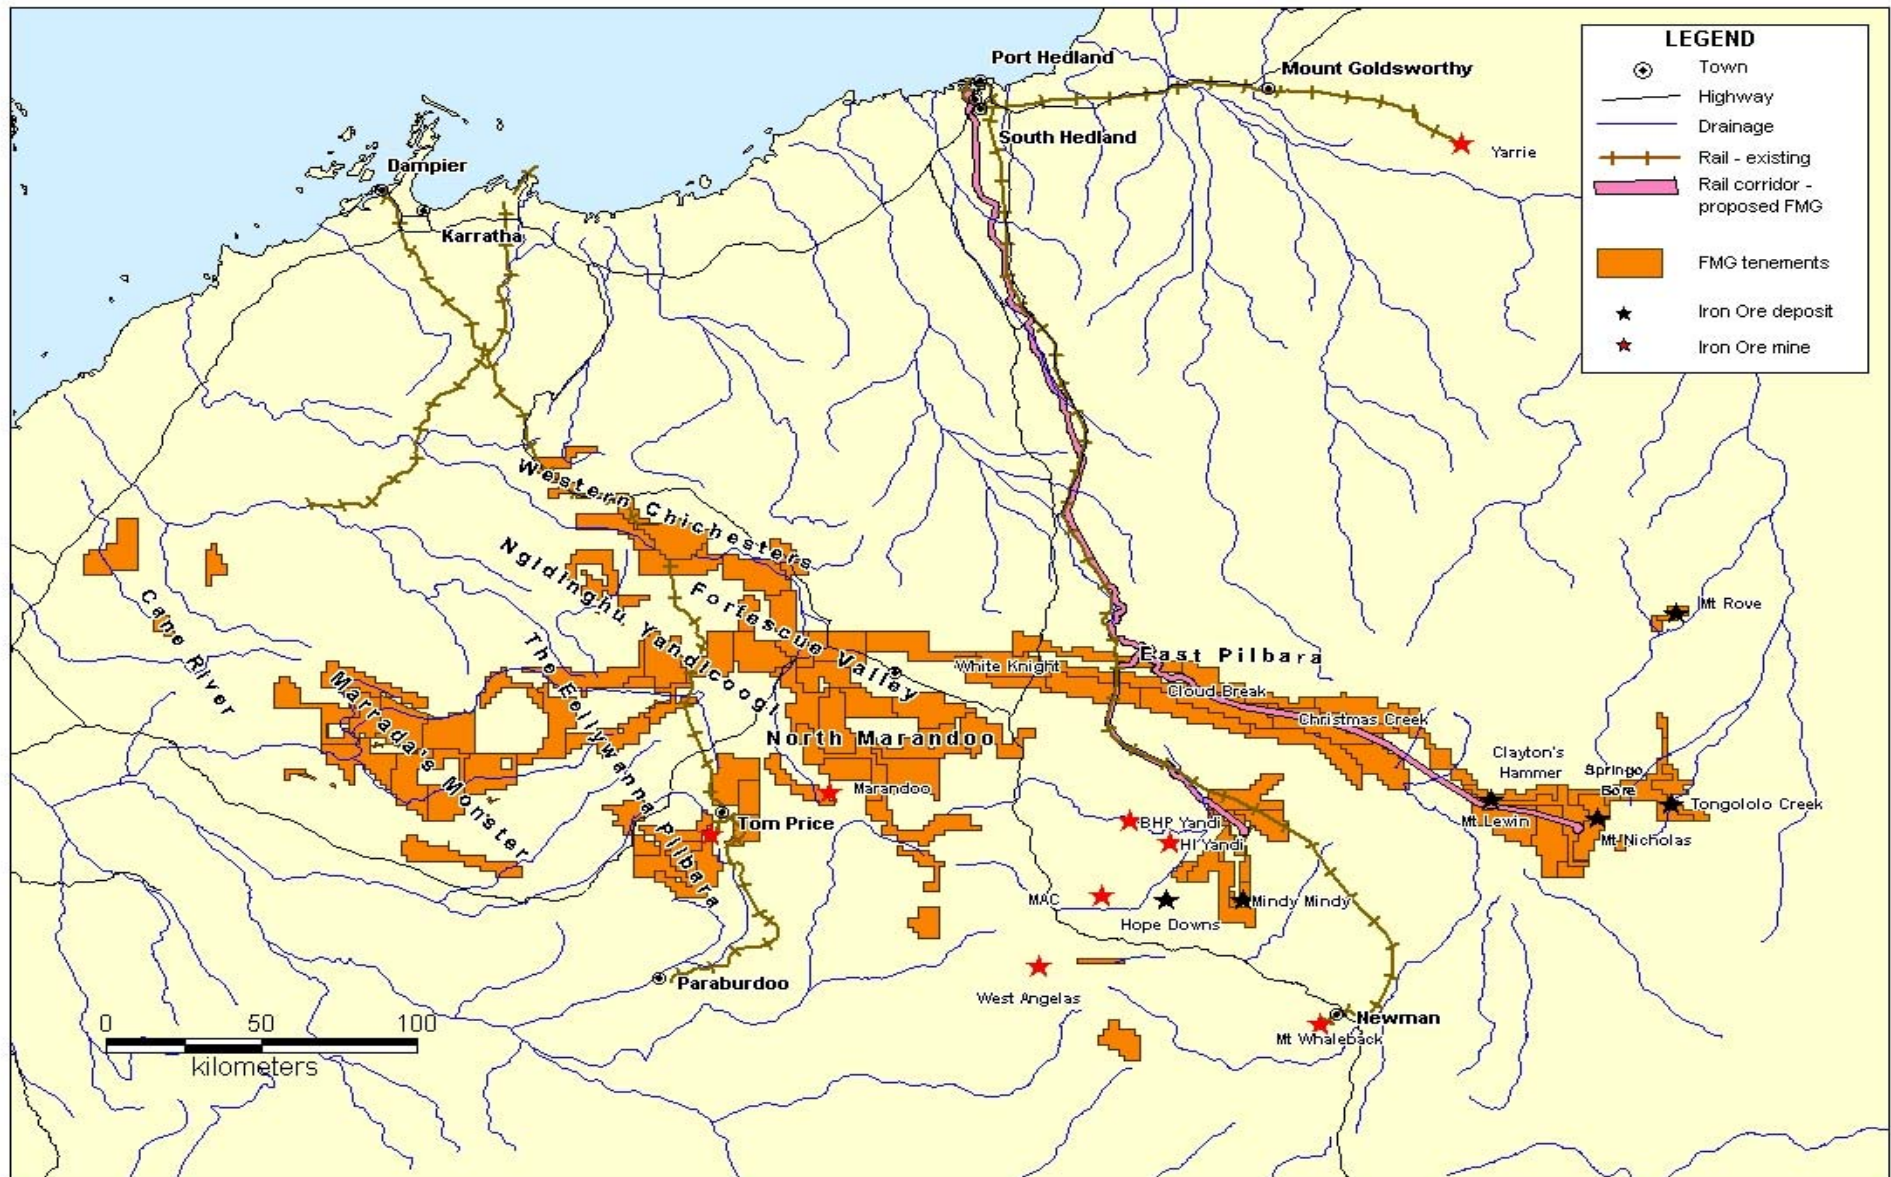 Port Hedland
Mount Goldsworthy
South Hedland
Yarrie
Dampier
Karratha
LEGEND
Town
Highway
Drainage
Rail - existing
Rail corridor -
proposed FMG
FMG tenements
Iron Ore deposit
Iron Ore mine
Western Chichesters
Ngidinghu, Yandicoogi
Fortescue Valley
Cane River
The Eellywanna Pilbara
Marrada's Monster
Mt Rove
East Pilbara
White Knight
Cloud Break
Christmas Creek
North Marandoo
Clayton's
Hammer
Springo
Bore
Marandoo
Tongololo Creek
Tom Price
BHP Yandi
Mt Lewin
HI Yandi
Mt Nicholas
MAC
Mindy Mindy
Hope Downs
Paraburdoo
West Angelas
Newman
Mt Whaleback
0 50 100
kilometers